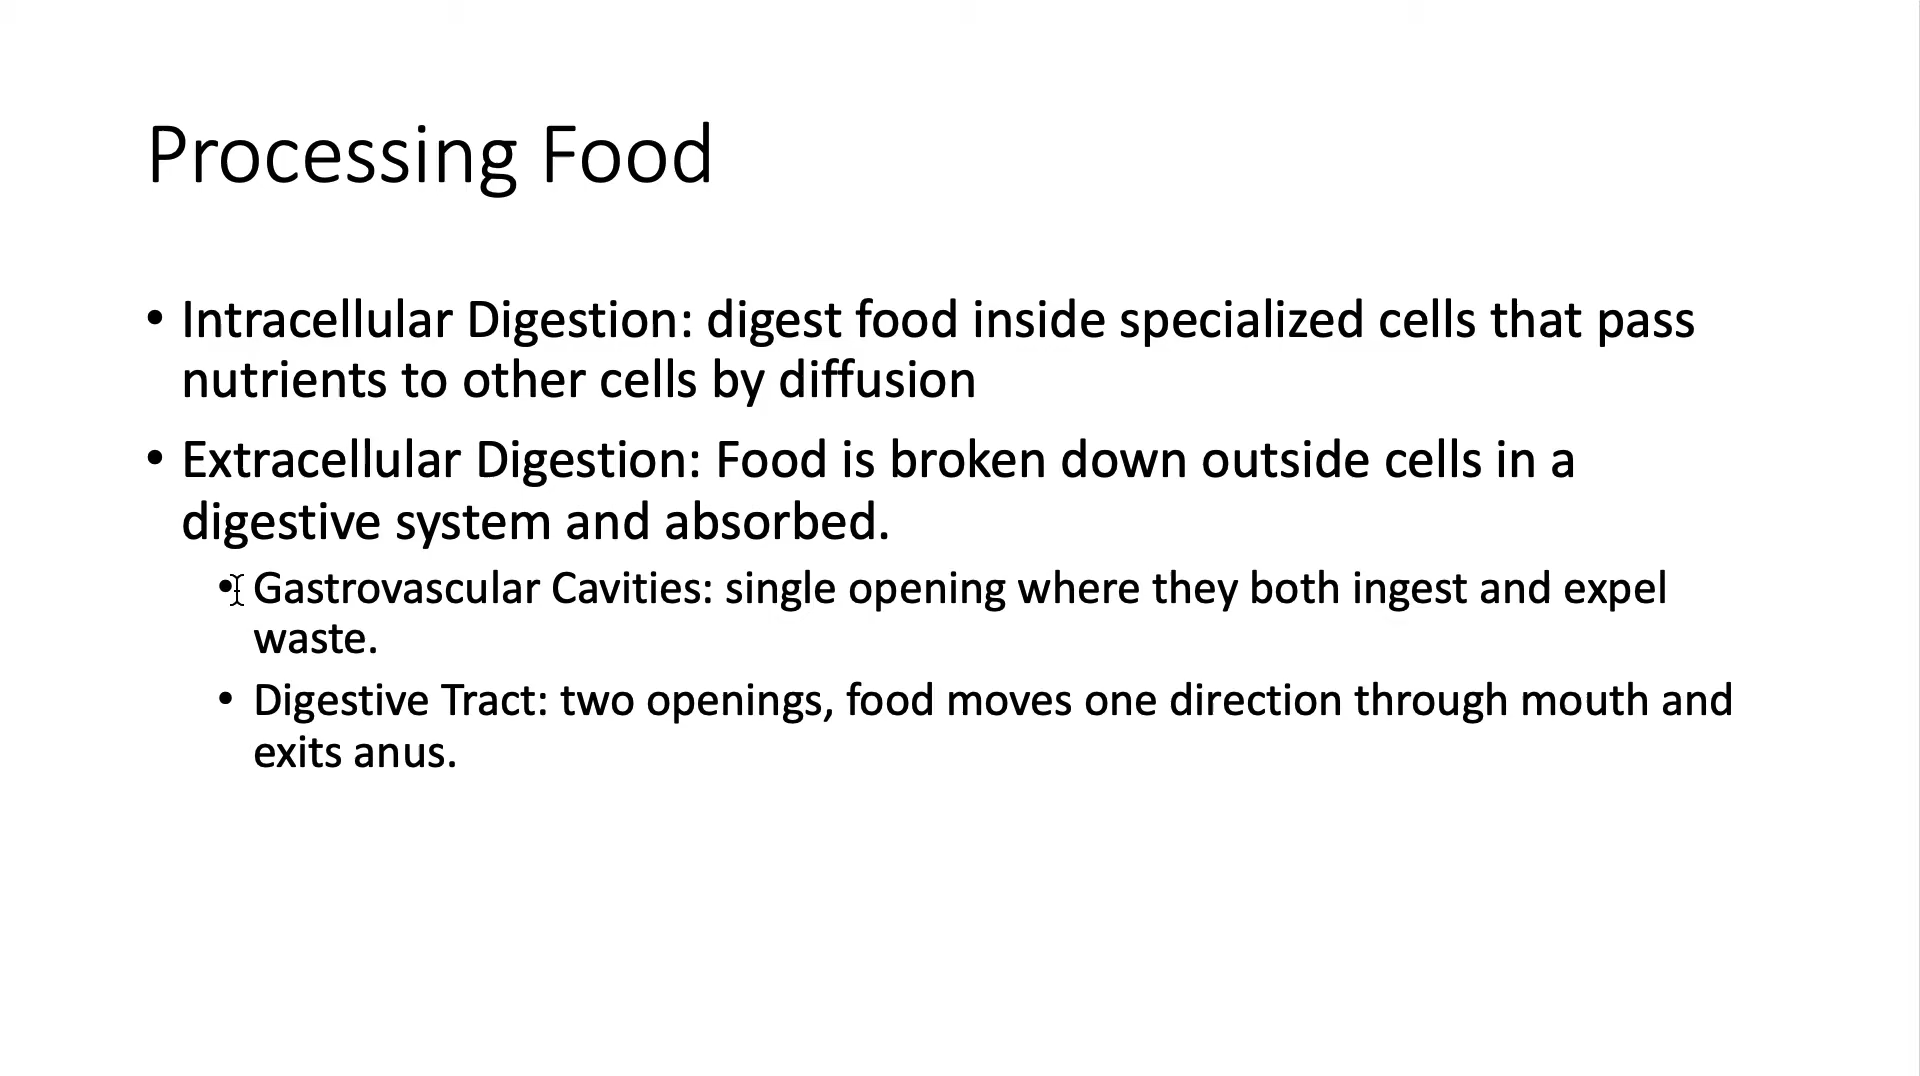 Processing Food
• Intracellular Digestion: digest food inside specialized cells that pass
nutrients to other cells by diffusion
• Extracellular Digestion: Food is broken down outside cells in a
digestive system and absorbed.
• Gastrovascular Cavities: single opening where they both ingest and expel
waste.
• Digestive Tract: two openings, food moves one direction through mouth and
exits anus.